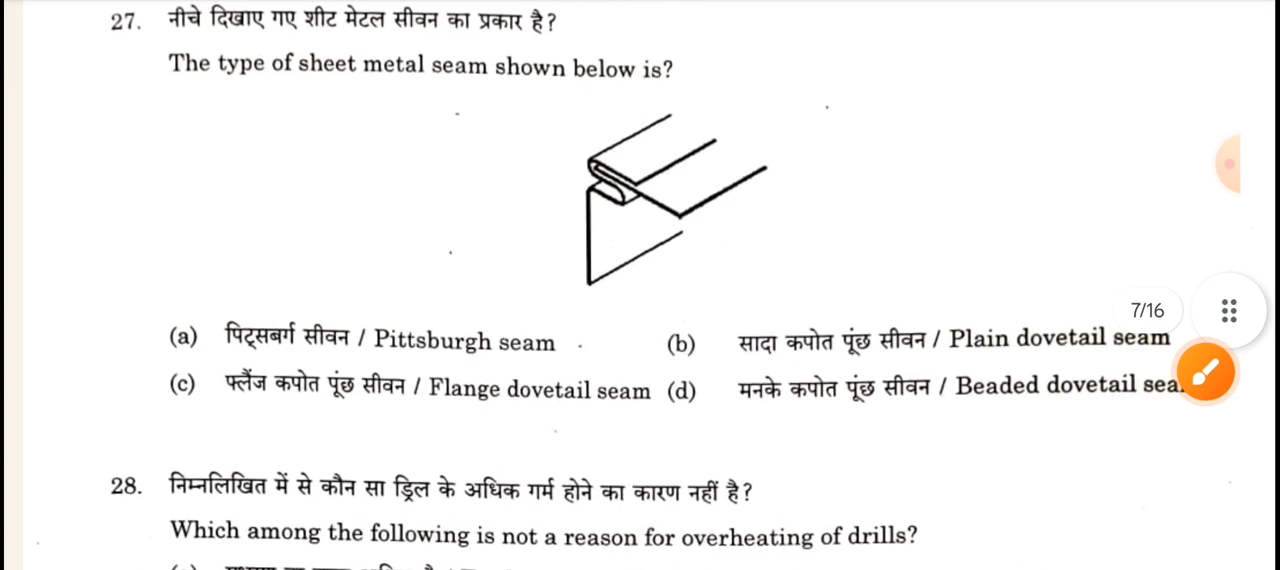 27. नीचे दिखाए गए शीट मेटल सीवन का प्रकार है?
The type of sheet metal seam shown below is?
7/16
(a) पिट्सबर्ग सीवन / Pittsburgh seam (b) सादा कपोत पूंछ सीवन / Plain dovetail seam
(c) फ्लैंज कपोत पूंछ सीवन / Flange dovetail seam (d) मनके कपोत पूंछ सीवन / Beaded dovetail
28. निम्नलिखित में से कौन सा ड्रिल के अधिक गर्म होने का कारण नहीं है?
Which among the following is not a reason for overheating of drills?